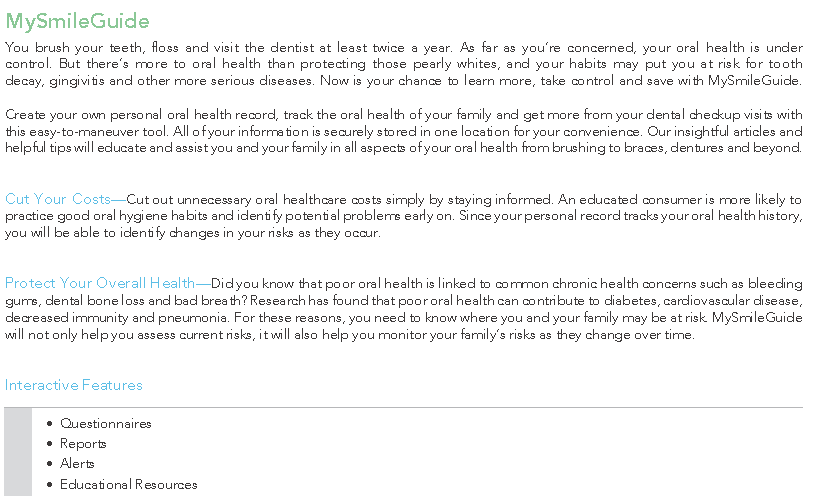 MySmileGuide
You brush your teeth, floss and visit the dentist at least twice a year. As far as you're concerned, your oral health is under
control. But there's more to oral health than protecting those pearly whites, and your habits may put you at risk for tooth
decay, gingivitis and other more serious diseases. Now is your chance to learn more, take control and save with MySmileGuide.
Create your own personal oral health record, track the oral health of your family and get more from your dental checkup visits with
this easy-to-maneuver tool. All of your information is securely stored in one location for your convenience. Our insightful articles and
helpful tips will educate and assist you and your family in all aspects of your oral health from brushing to braces, dentures and beyond.
Cut Your Costs—Cut out unnecessary oral healthcare costs simply by staying informed. An educated consumer is more likely to
practice good oral hygiene habits and identify potential problems early on. Since your personal record tracks your oral health history,
you will be able to identify changes in your risks as they occur.
Protect Your Overall Health—Did you know that poor oral health is linked to common chronic health concerns such as bleeding
gums, dental bone loss and bad breath? Research has found that poor oral health can contribute to diabetes, cardiovascular disease,
decreased immunity and pneumonia. For these reasons, you need to know where you and your family may be at risk. MySmileGuide
will not only help you assess current risks, it will also help you monitor your family's risks as they change over time.
Interactive Features
• Questionnaires
• Reports
• Alerts
• Educational Resources